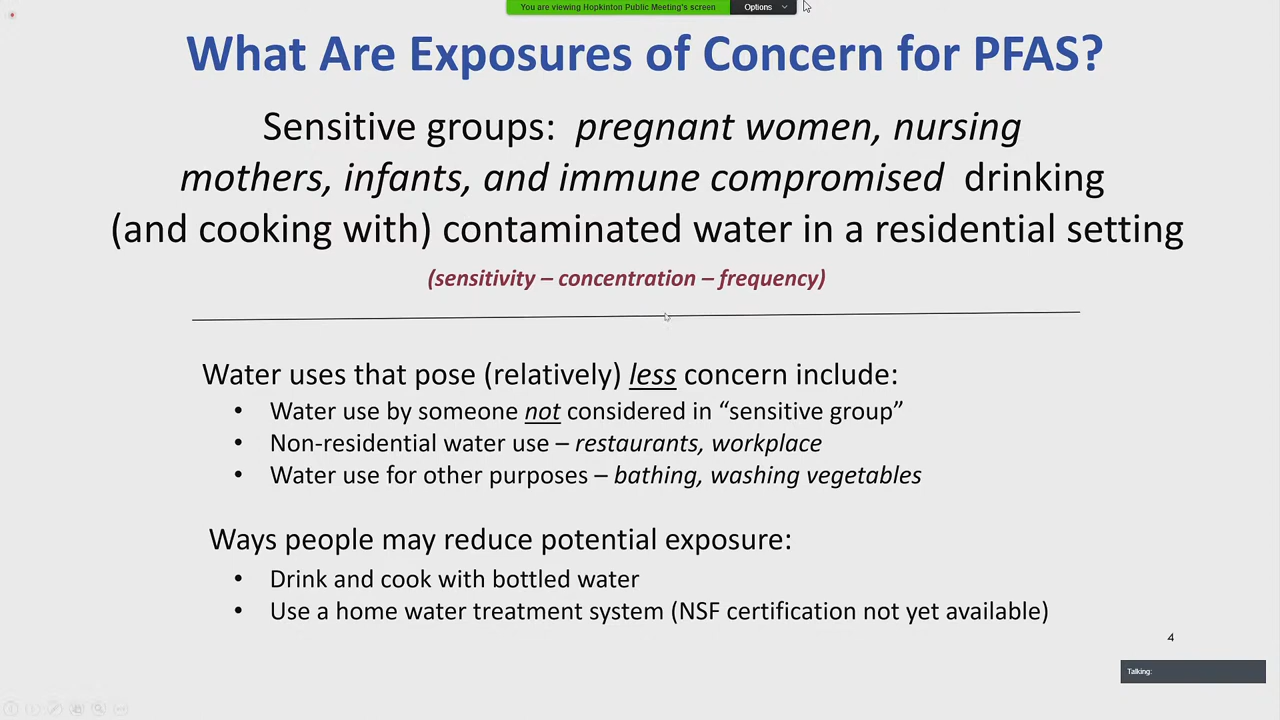 You are viewing Hopkinton Public Meeting's screen
Options
What Are Exposures of Concern for PFAS?
Sensitive groups: pregnant women, nursing
mothers, infants, and immune compromised drinking
(and cooking with) contaminated water in a residential setting
(sensitivity – concentration – frequency)
Water uses that pose (relatively) less concern include:
• Water use by someone not considered in “sensitive group”
• Non-residential water use – restaurants, workplace
• Water use for other purposes – bathing, washing vegetables
Ways people may reduce potential exposure:
• Drink and cook with bottled water
• Use a home water treatment system (NSF certification not yet available)
4
Talking: